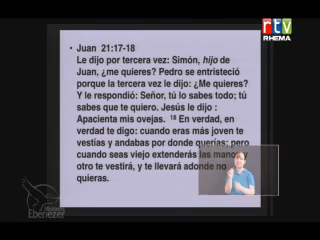 rtv
RHEMA
• Juan 21:17-18
Le dijo por tercera vez: Simón, hijo de
Juan, ¿me quieres? Pedro se entristeció
porque la tercera vez le dijo: ¿Me quieres?
Y le respondió: Señor, tú lo sabes todo; tú
sabes que te quiero. Jesús le dijo :
Apacienta mis ovejas. 18 En verdad, en
verdad te digo: cuando eras más joven te
vestías y andabas por donde querías; pero
cuando seas viejo extenderás las manos
otro te vestirá, y te llevará adonde no
quieras.
Ministerios
Ebenezer